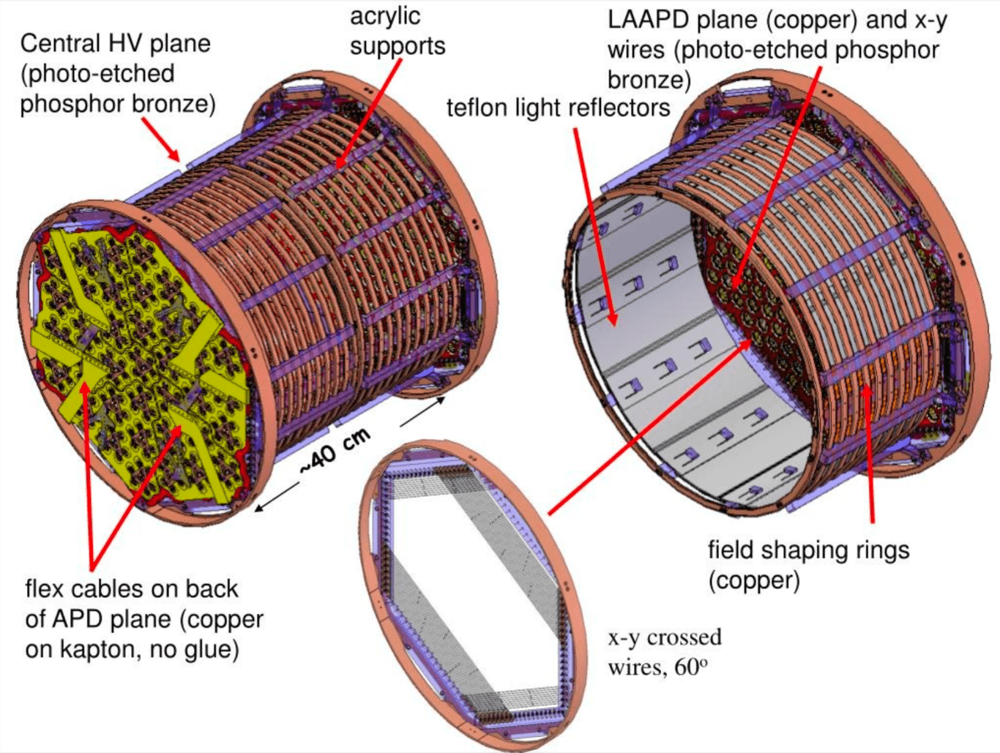 Central HV plane
(photo-etched
phosphor bronze)
acrylic
supports
LAAPD plane (copper) and x-y
wires (photo-etched phosphor
bronze)
teflon light reflectors
~40 cm
flex cables on back
of APD plane (copper
on kapton, no glue)
field shaping rings
(copper)
x-y crossed
wires, 60º